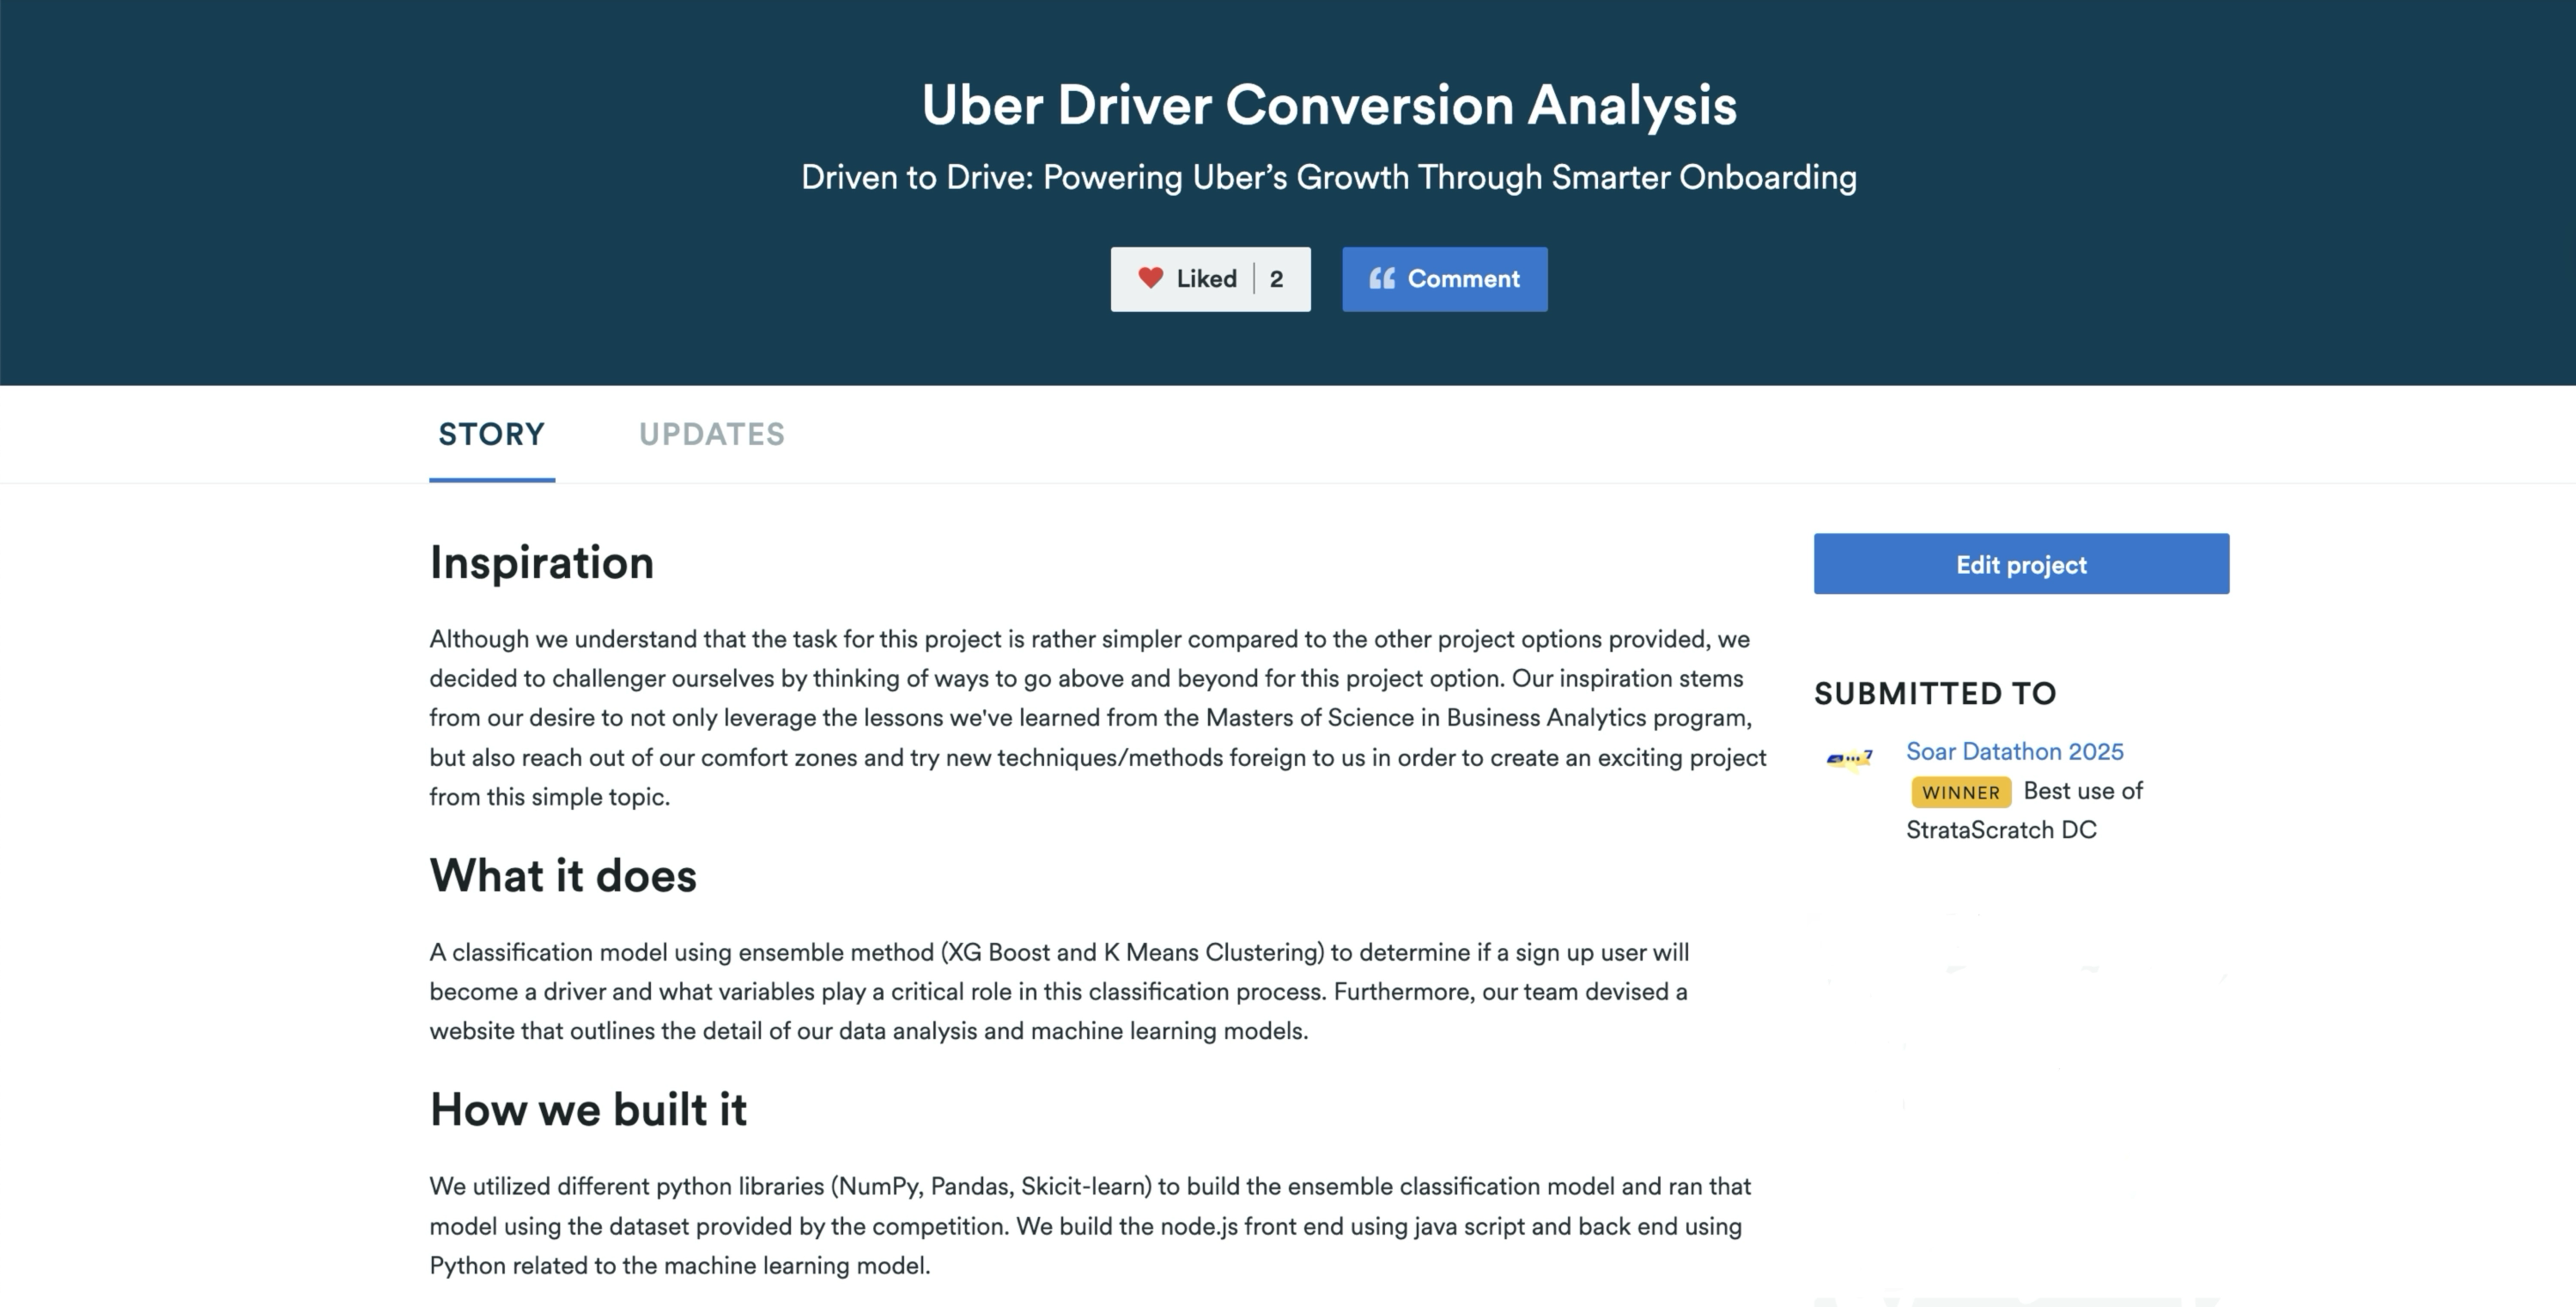 Uber Driver Conversion Analysis
Driven to Drive: Powering Uber’s Growth Through Smarter Onboarding
Liked 2
Comment
STORY
UPDATES
Inspiration
Although we understand that the task for this project is rather simpler compared to the other project options provided, we
decided to challenger ourselves by thinking of ways to go above and beyond for this project option. Our inspiration stems
from our desire to not only leverage the lessons we've learned from the Masters of Science in Business Analytics program,
but also reach out of our comfort zones and try new techniques/methods foreign to us in order to create an exciting project
from this simple topic.
What it does
A classification model using ensemble method (XG Boost and K Means Clustering) to determine if a sign up user will
become a driver and what variables play a critical role in this classification process. Furthermore, our team devised a
website that outlines the detail of our data analysis and machine learning models.
How we built it
We utilized different python libraries (NumPy, Pandas, Skicit-learn) to build the ensemble classification model and ran that
model using the dataset provided by the competition. We build the node.js front end using java script and back end using
Python related to the machine learning model.
Edit project
SUBMITTED TO
Soar Datathon 2025
WINNER Best use of
StrataScratch DC